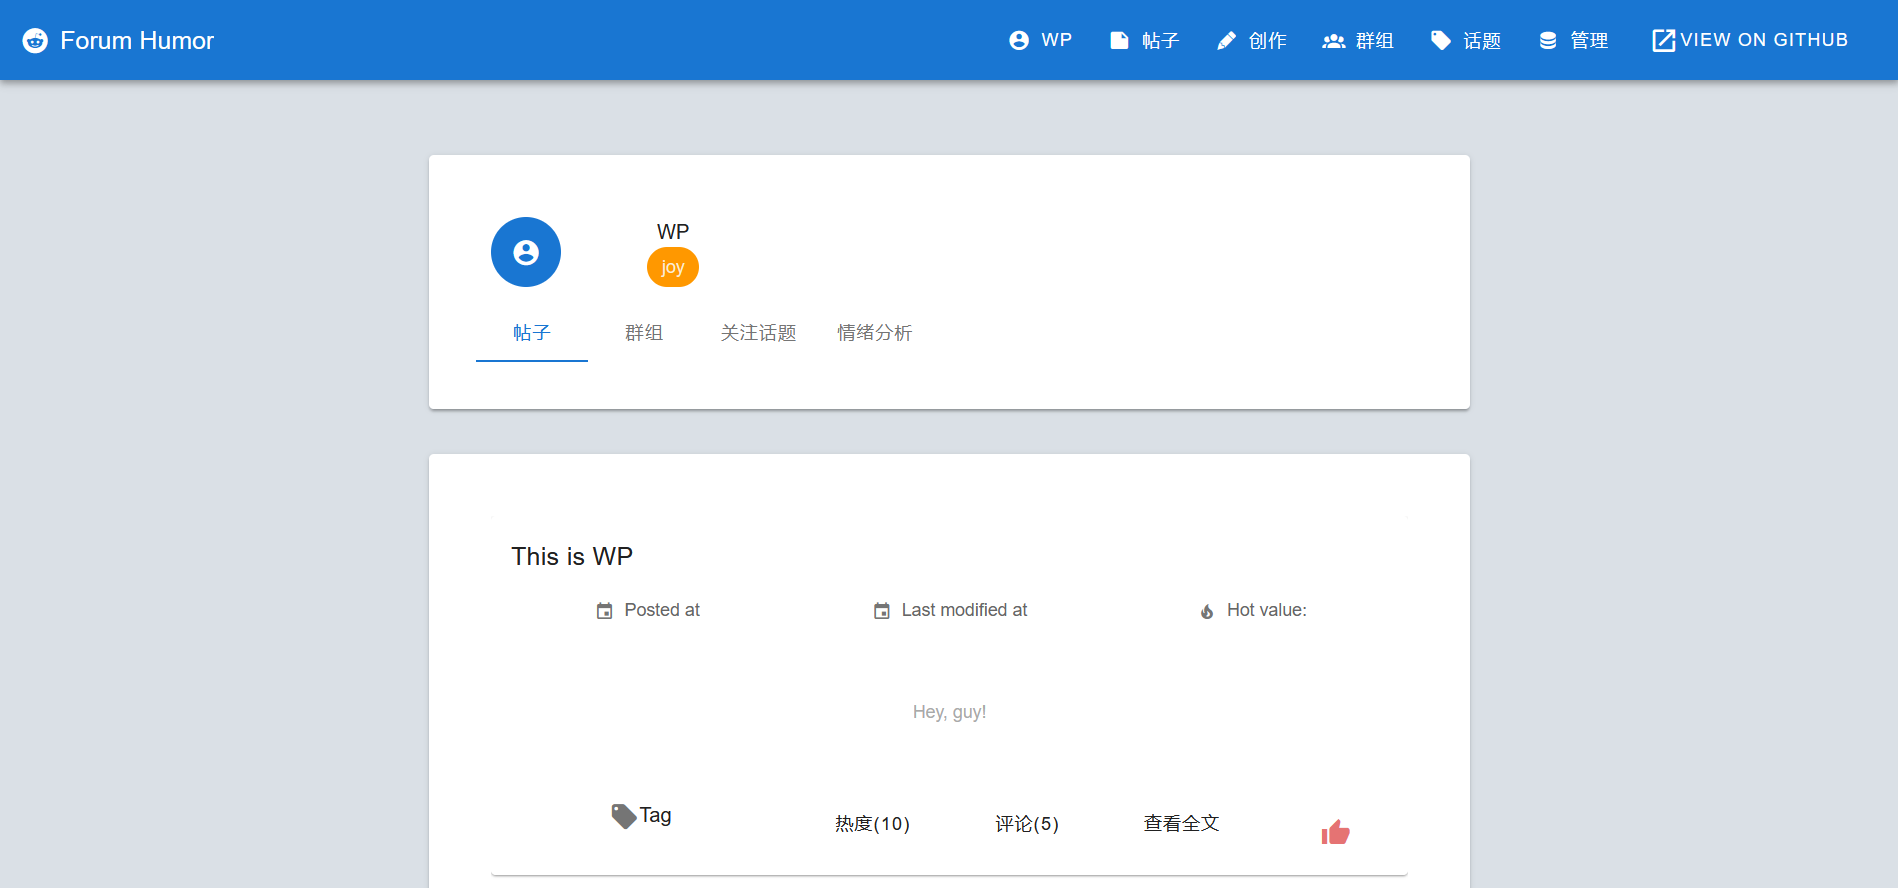 Forum Humor
WP
帖子
创作
群组
话题
管理
VIEW ON GITHUB
WP
joy
帖子
群组
关注话题
情绪分析
This is WP
Posted at
Last modified at
Hot value:
Hey, guy!
Tag
热度(10)
评论(5)
查看全文